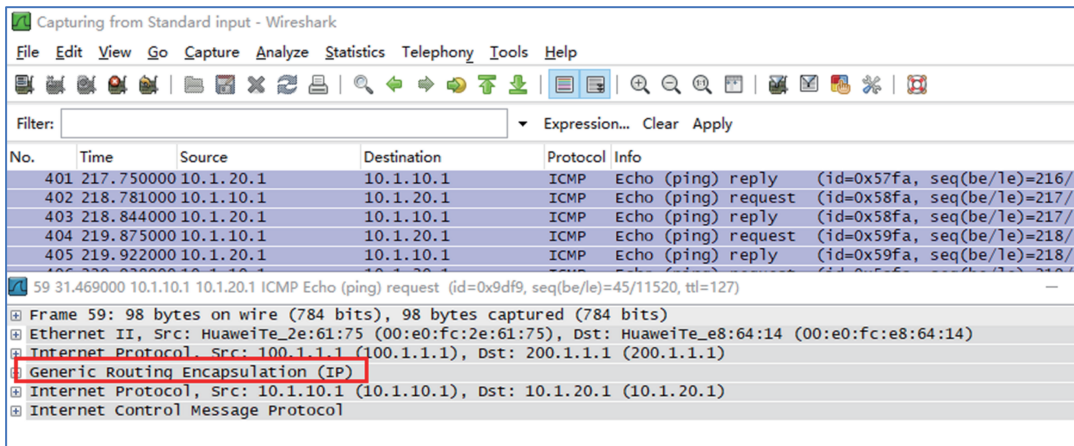 Capturing from Standard input - Wireshark
File Edit View Go Capture Analyze Statistics Telephony Tools Help
Filter: Expression... Clear Apply
No. Time Source Destination Protocol Info
401 217.750000 10.1.20.1 10.1.10.1 ICMP Echo (ping) reply (id=0x57fa, seq(be/le)=216/
402 218.781000 10.1.10.1 10.1.20.1 ICMP Echo (ping) request (id=0x58fa, seq(be/le)=217/
403 218.844000 10.1.20.1 10.1.10.1 ICMP Echo (ping) reply (id=0x58fa, seq(be/le)=217/
404 219.875000 10.1.10.1 10.1.20.1 ICMP Echo (ping) request (id=0x59fa, seq(be/le)=218/
405 219.922000 10.1.20.1 10.1.10.1 ICMP Echo (ping) reply (id=0x59fa, seq(be/le)=218/
59 31.469000 10.1.10.1 10.1.20.1 ICMP Echo (ping) request (id=0x9df9, seq(be/le)=45/11520, ttl=127)
Frame 59: 98 bytes on wire (784 bits), 98 bytes captured (784 bits)
Ethernet II, Src: HuaweiTe_2e:61:75 (00:e0:fc:2e:61:75), Dst: HuaweiTe_e8:64:14 (00:e0:fc:e8:64:14)
Internet Protocol, Src: 100.1.1.1 (100.1.1.1), Dst: 200.1.1.1 (200.1.1.1)
Generic Routing Encapsulation (IP)
Internet Protocol, Src: 10.1.10.1 (10.1.10.1), Dst: 10.1.20.1 (10.1.20.1)
Internet Control Message Protocol